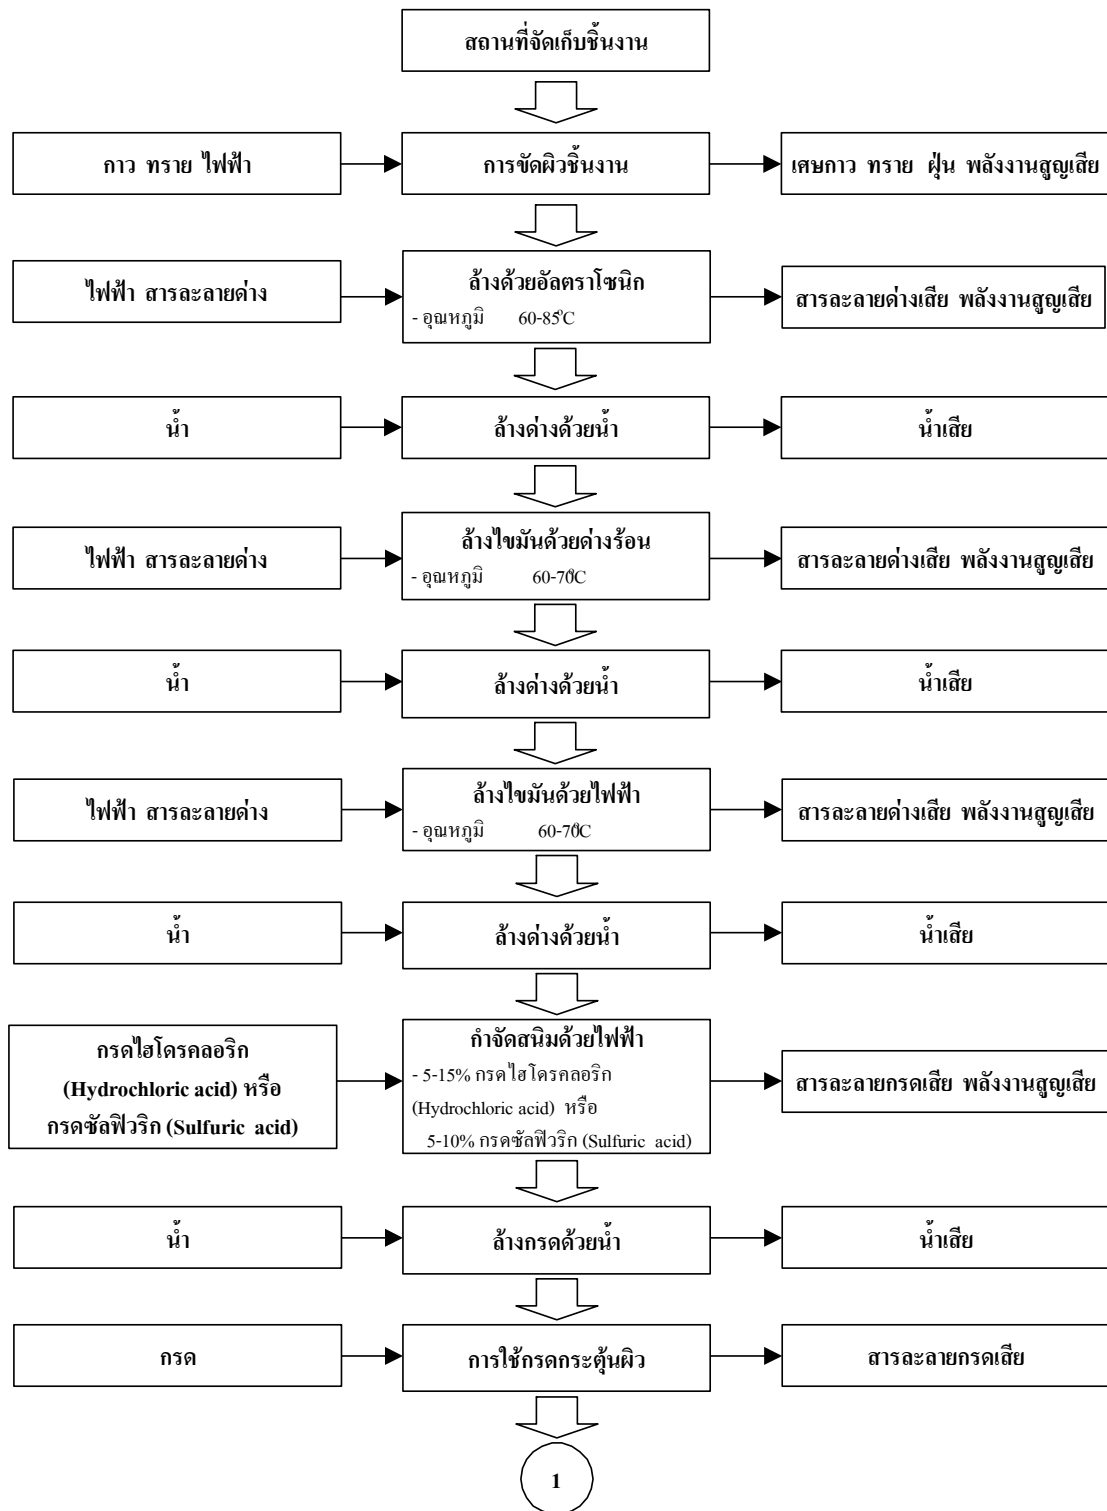 สถานที่จัดเก็บชิ้นงาน
กาว ทราย ไฟฟ้า
การขัดผิวชิ้นงาน
เศษกาว ทราย ฝุ่น พลังงานสูญเสีย
ไฟฟ้า สารละลายด่าง
ล้างด้วยอัลตราโซนิก
- อุณหภูมิ 60-85°C
สารละลายด่างเสีย พลังงานสูญเสีย
น้ำ
ล้างด่างด้วยน้ำ
น้ำเสีย
ไฟฟ้า สารละลายด่าง
ล้างไขมันด้วยด่างร้อน
- อุณหภูมิ 60-70°C
สารละลายด่างเสีย พลังงานสูญเสีย
น้ำ
ล้างด่างด้วยน้ำ
น้ำเสีย
ไฟฟ้า สารละลายด่าง
ล้างไขมันด้วยไฟฟ้า
- อุณหภูมิ 60-70°C
สารละลายด่างเสีย พลังงานสูญเสีย
น้ำ
ล้างด่างด้วยน้ำ
น้ำเสีย
กรดไฮโดรคลอริก
(Hydrochloric acid) หรือ
กรดซัลฟิวริก (Sulfuric acid)
กำจัดสนิมด้วยไฟฟ้า
- 5-15% กรดไฮโดรคลอริก
(Hydrochloric acid) หรือ
5-10% กรดซัลฟิวริก (Sulfuric acid)
สารละลายกรดเสีย พลังงานสูญเสีย
น้ำ
ล้างกรดด้วยน้ำ
น้ำเสีย
กรด
การใช้กรดกระตุ้นผิว
สารละลายกรดเสีย
1